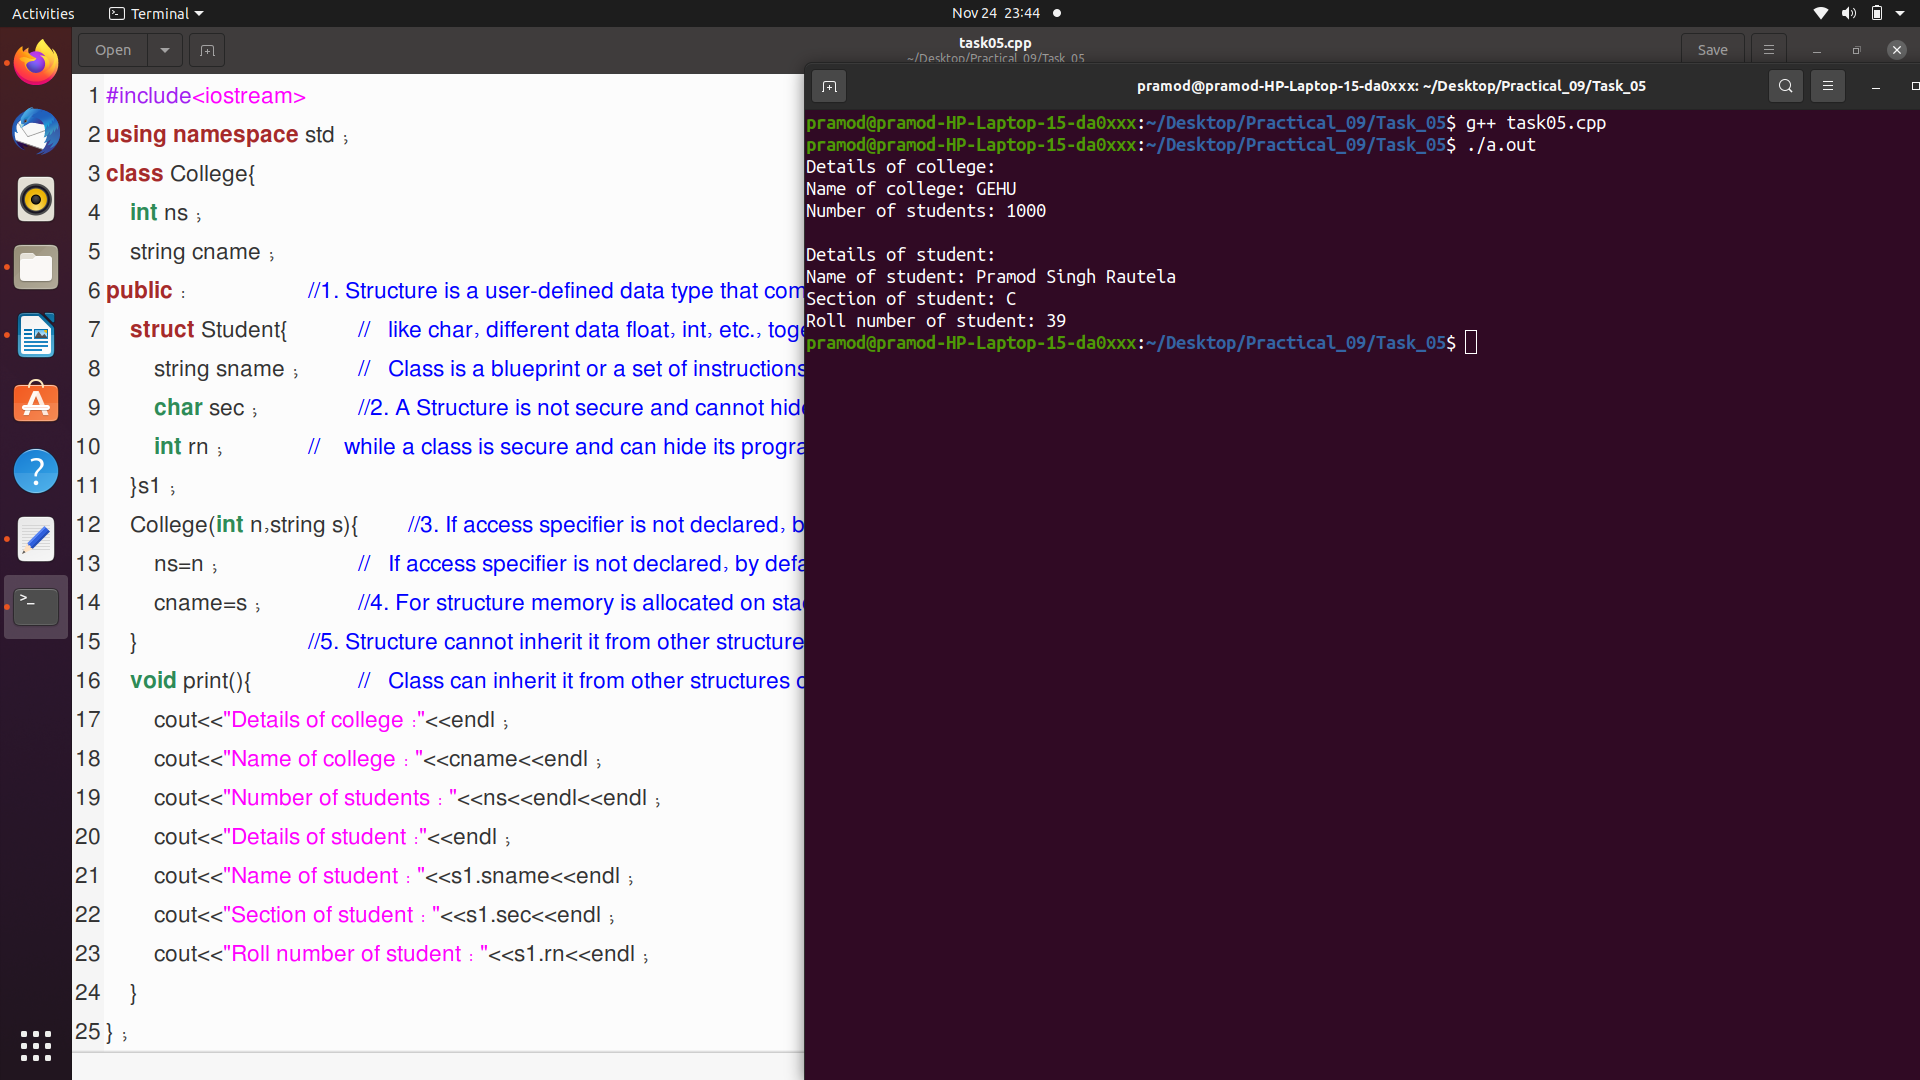 Activities
Terminal
Nov 24 23:44
Open
task05.cpp
~/Desktop/Practical_09/Task_05
Save
1 #include<iostream>
2 using namespace std ;
3 class College{
4 int ns ;
5 string cname ;
6 public : //1. Structure is a user-defined data type that com
7 struct Student{ // like char, different data float, int, etc., toge
8 string sname ; // Class is a blueprint or a set of instructions
9 char sec ; //2. A Structure is not secure and cannot hide
10 int rn ; // while a class is secure and can hide its progra
11 }s1 ;
12 College(int n,string s){ //3. If access specifier is not declared, b
13 ns=n ; // If access specifier is not declared, by defa
14 cname=s ; //4. For structure memory is allocated on sta
15 } //5. Structure cannot inherit it from other structure
16 void print(){ // Class can inherit it from other structures
17 cout<<"Details of college :"<<endl ;
18 cout<<"Name of college : "<<cname<<endl ;
19 cout<<"Number of students : "<<ns<<endl<<endl ;
20 cout<<"Details of student :"<<endl ;
21 cout<<"Name of student : "<<s1.sname<<endl ;
22 cout<<"Section of student : "<<s1.sec<<endl ;
23 cout<<"Roll number of student : "<<s1.rn<<endl ;
24 }
25 } ;
pramod@pramod-HP-Laptop-15-da0xxx: ~/Desktop/Practical_09/Task_05
pramod@pramod-HP-Laptop-15-da0xxx:~/Desktop/Practical_09/Task_05$ g++ task05.cpp
pramod@pramod-HP-Laptop-15-da0xxx:~/Desktop/Practical_09/Task_05$ ./a.out
Details of college:
Name of college: GEHU
Number of students: 1000
Details of student:
Name of student: Pramod Singh Rautela
Section of student: C
Roll number of student: 39
pramod@pramod-HP-Laptop-15-da0xxx:~/Desktop/Practical_09/Task_05$